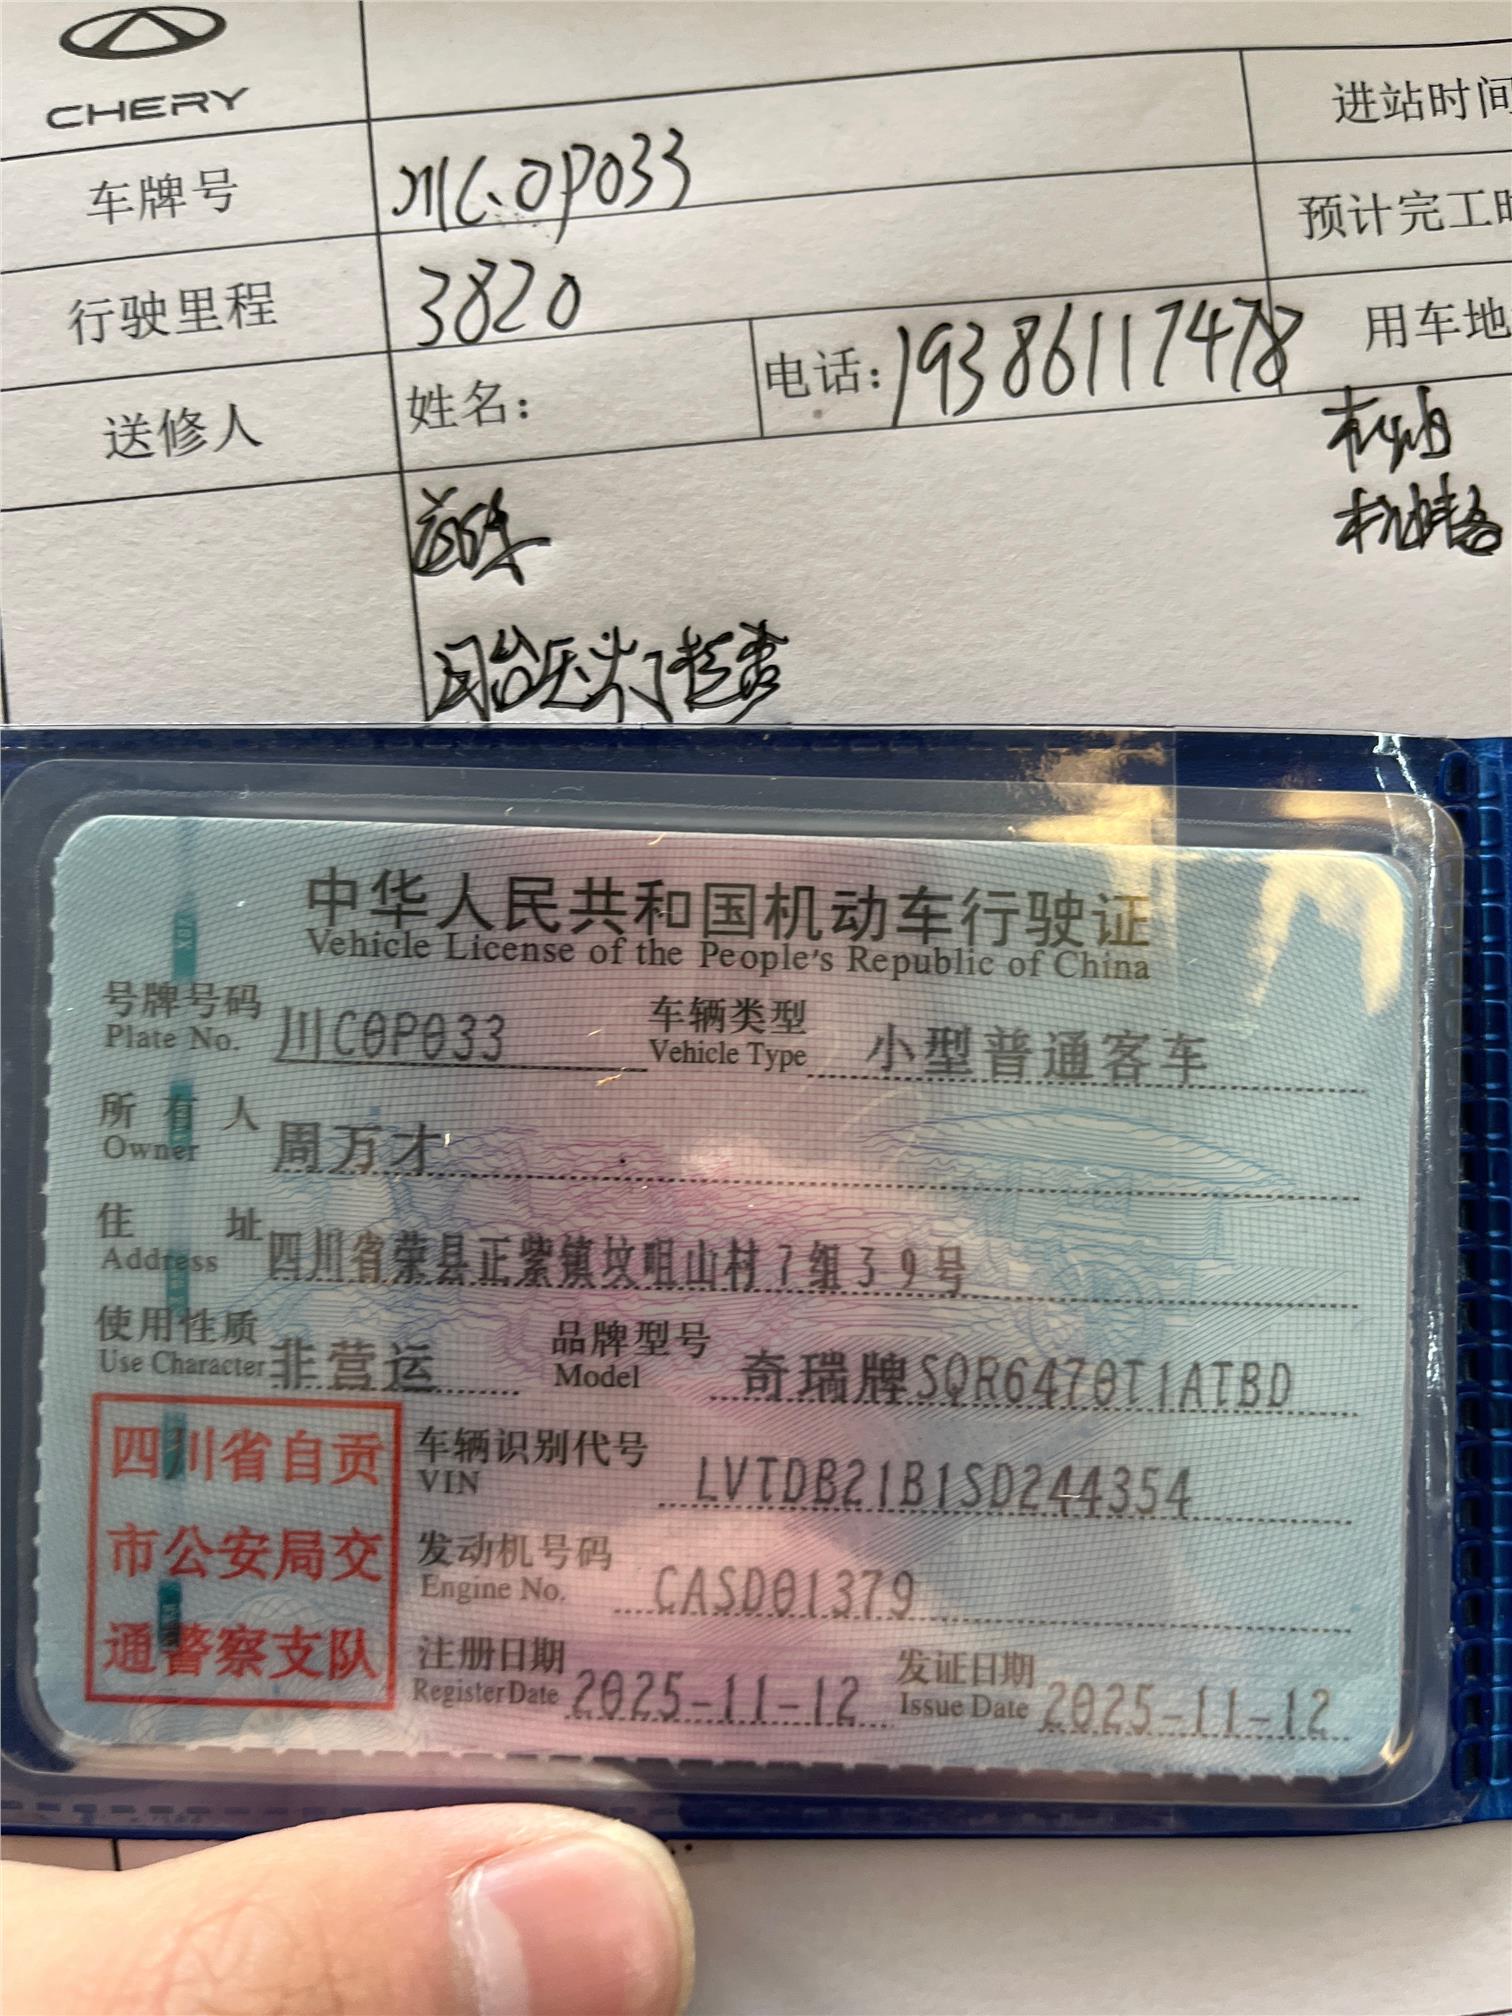 CHERY
进站时间
车牌号 川C.0P033
预计完工时
行驶里程 3820
用车地
送修人 姓名: 电话:19386117478
首保
机油
机滤
中华人民共和国机动车行驶证
Vehicle License of the People's Republic of China
号牌号码 川C0P033 车辆类型 小型普通客车
Plate No. Vehicle Type
所有人 周万才
Owner
住址 四川省荣县正紫镇坟咀山村7组39号
Address
使用性质 非营运 品牌型号 奇瑞牌SQR6470T1ATBD
Use Character Model
四川省自贡
市公安局交
通警察支队
车辆识别代号 LVTDB21B1SD244354
VIN
发动机号码 CASD01379
Engine No.
注册日期 2025-11-12 发证日期 2025-11-12
Register Date Issue Date